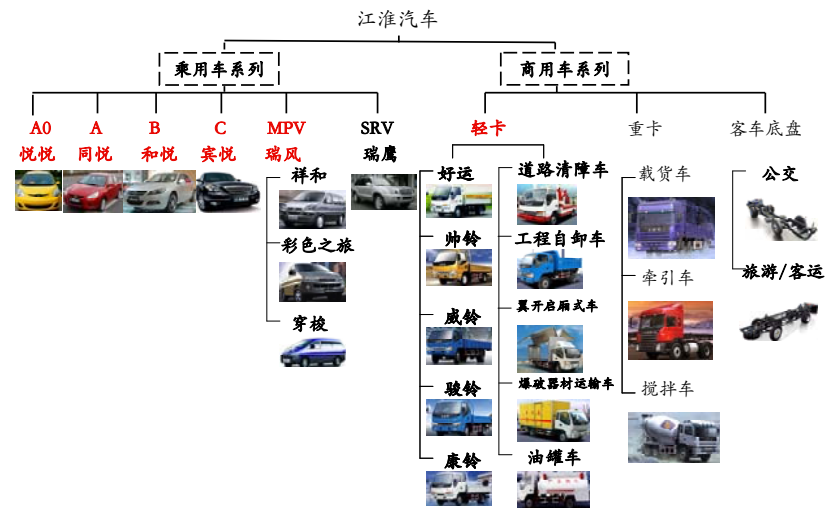 江淮汽车
乘用车系列
商用车系列
A0
悦悦
A
同悦
B
和悦
C
宾悦
MPV
瑞风
SRV
瑞鹰
祥和
彩色之旅
穿梭
轻卡
重卡
客车底盘
好运
帅铃
威铃
骏铃
康铃
道路清障车
工程自卸车
翼开启厢式车
爆破器材运输车
油罐车
载货车
牵引车
搅拌车
公交
旅游/客运